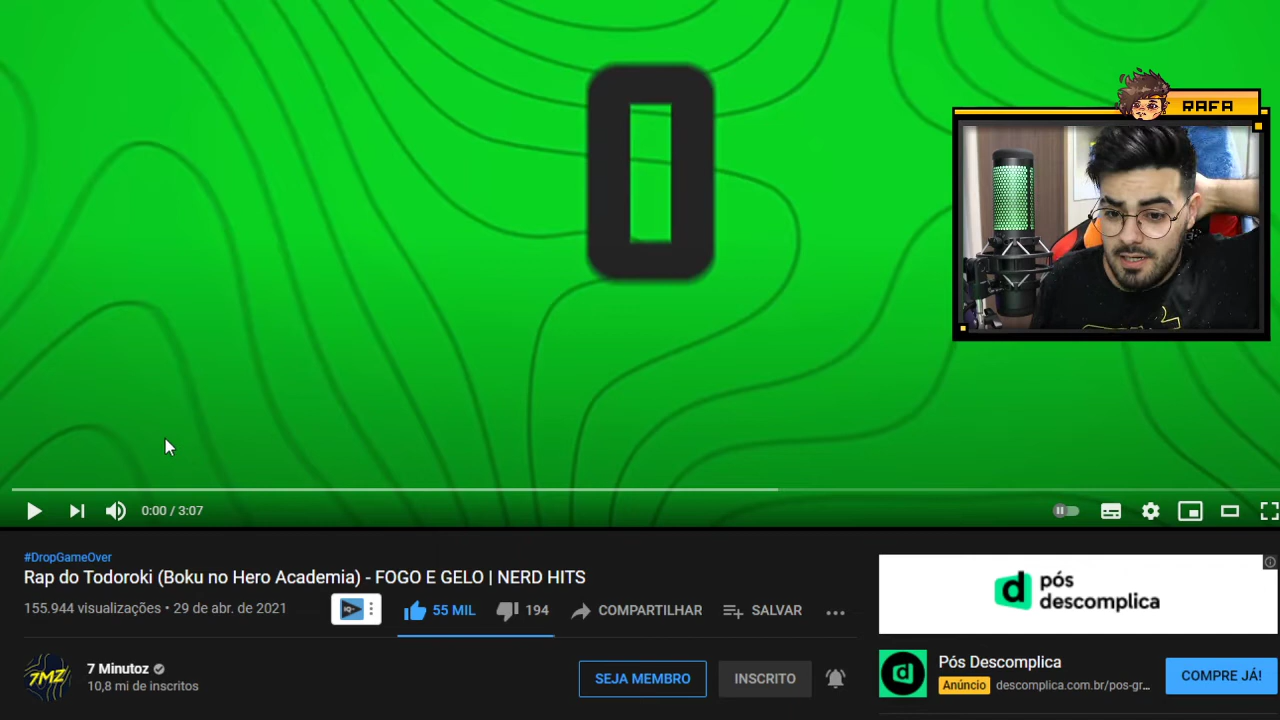 0
RAFA
0:00 / 3:07
#DropGameOver
Rap do Todoroki (Boku no Hero Academia) - FOGO E GELO | NERD HITS
155.944 visualizações • 29 de abr. de 2021
55 MIL
194
COMPARTILHAR
SALVAR
7MZ
7 Minutoz
10,8 mi de inscritos
SEJA MEMBRO
INSCRITO
pós
descomplica
Pós Descomplica
Anúncio descomplica.com.br/pos-gr...
COMPRE JÁ!